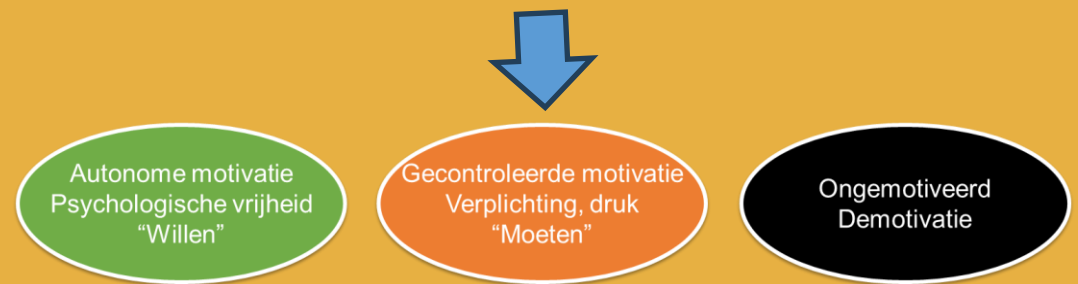 Autonome motivatie
Psychologische vrijheid
“Willen”
Gecontroleerde motivatie
Verplichting, druk
“Moeten”
Ongemotiveerd
Demotivatie